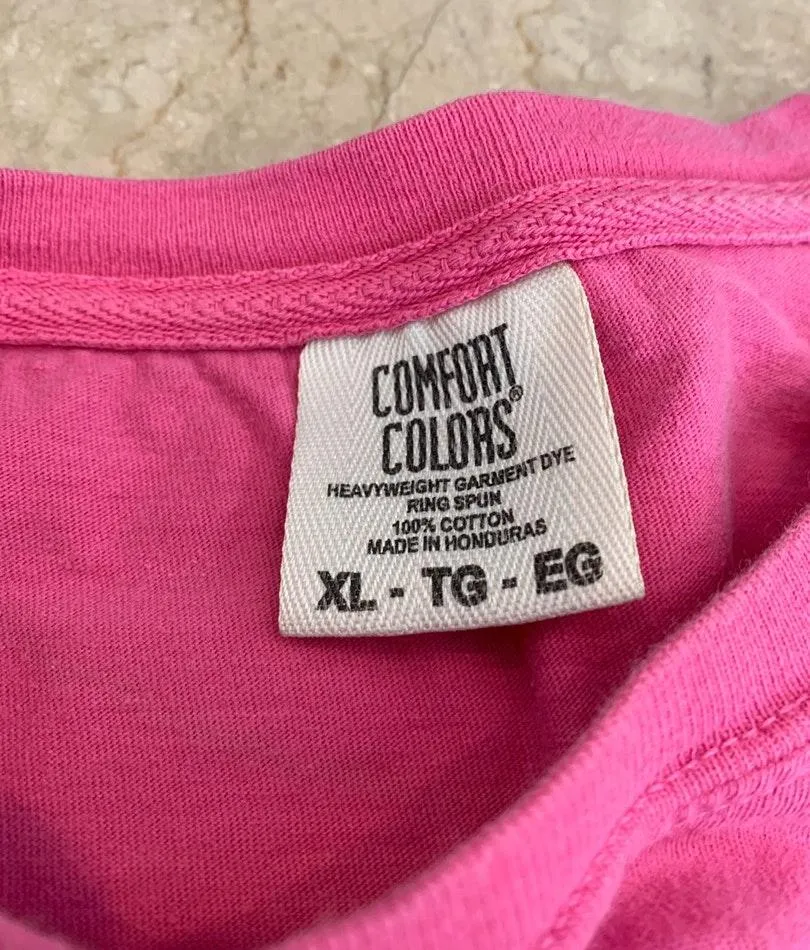 COMFORT
COLORS®
HEAVYWEIGHT GARMENT DYE
RING SPUN
100% COTTON
MADE IN HONDURAS
XL - TG - EG